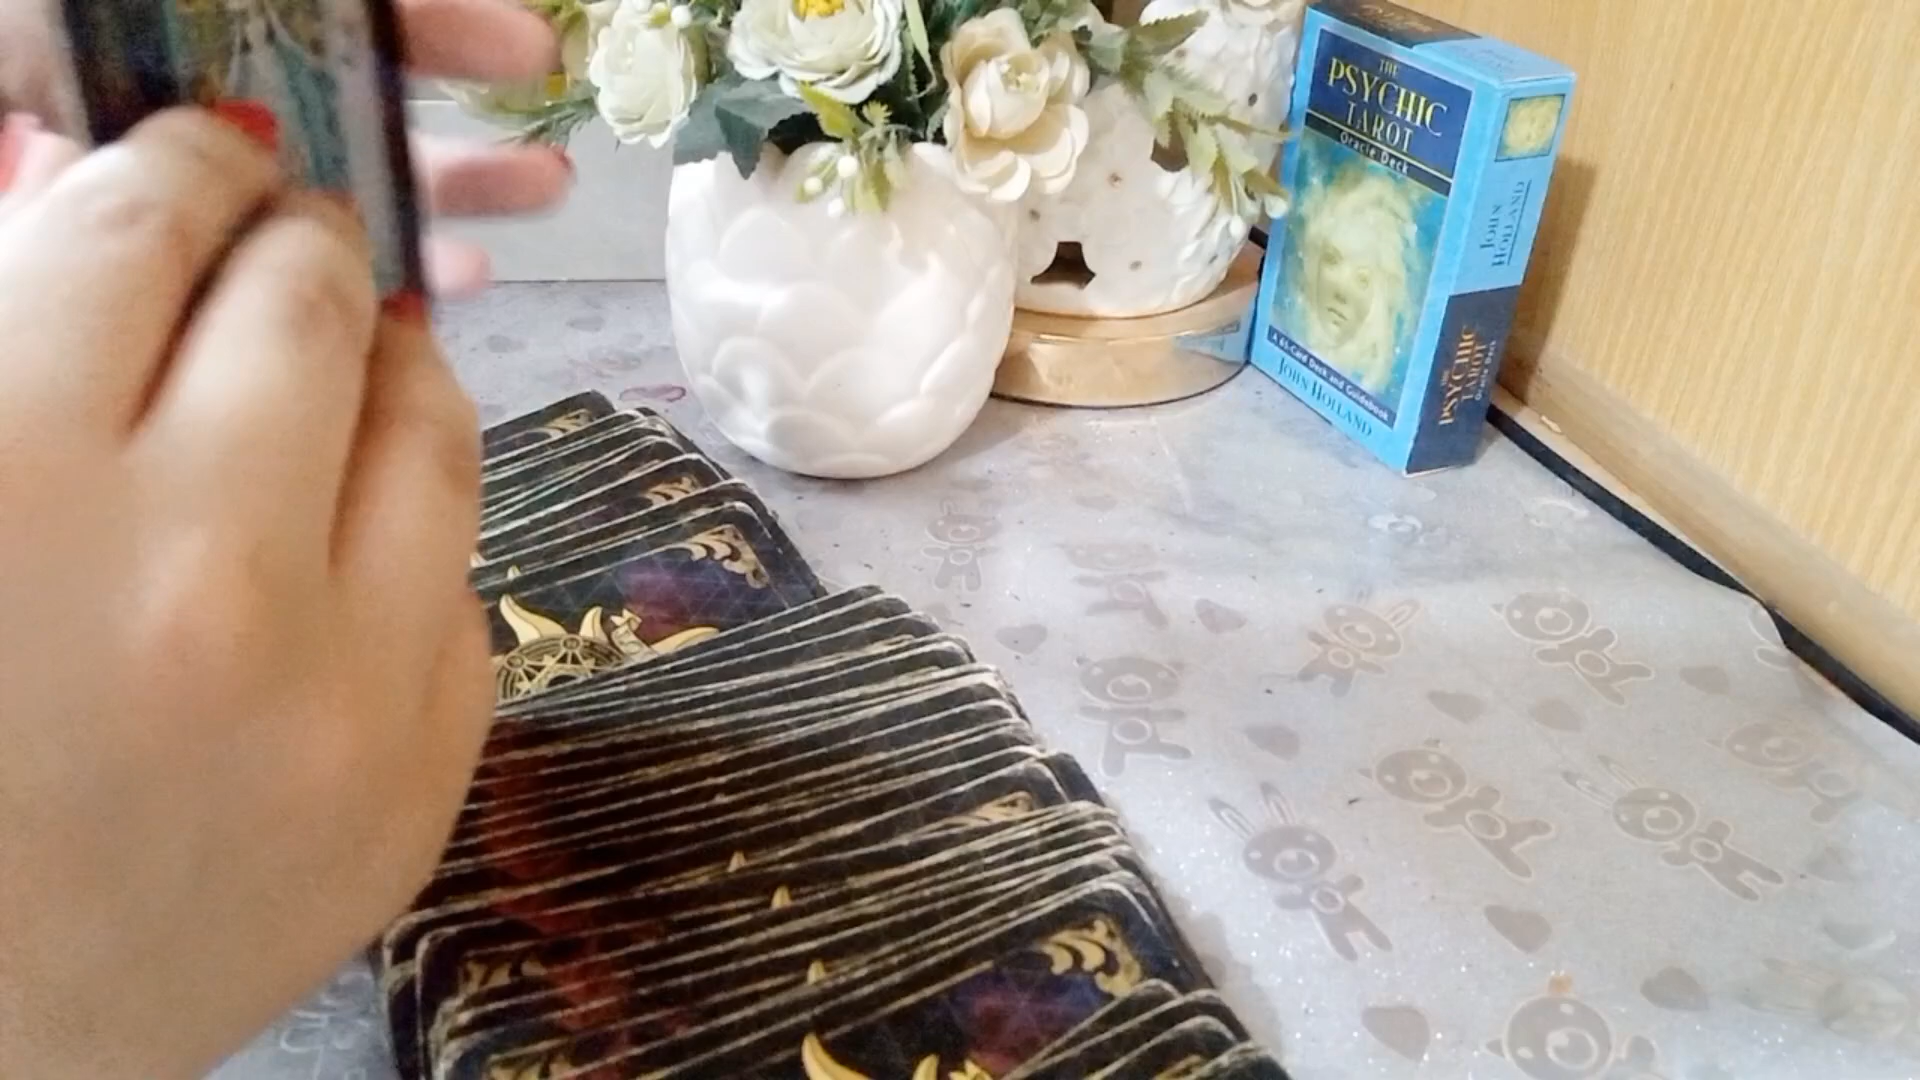 THE
PSYCHIC
TAROT
Oracle Deck
A 65-Card Deck and Guidebook
JOHN HOLLAND
JOHN
HOLLAND
THE
PSYCHIC
TAROT
Oracle Deck